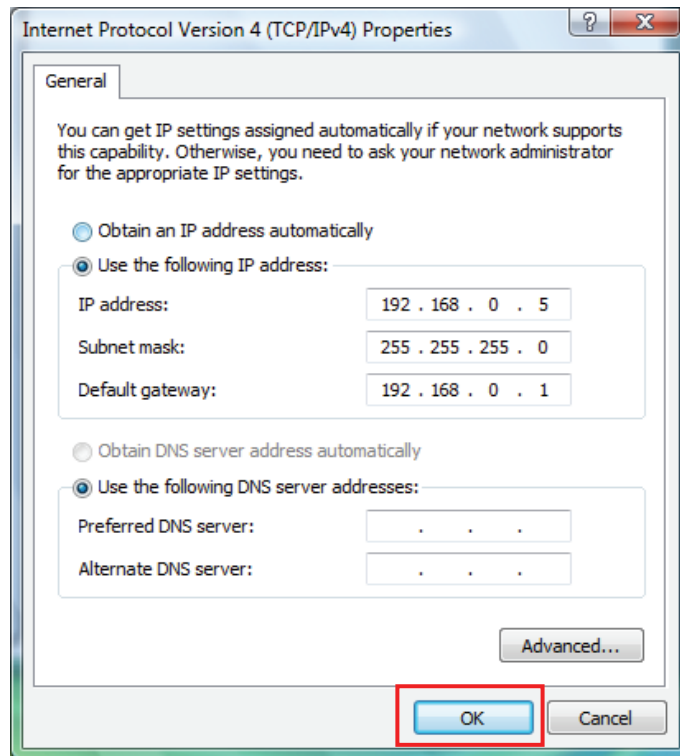 Internet Protocol Version 4 (TCP/IPv4) Properties
?
X
General
You can get IP settings assigned automatically if your network supports
this capability. Otherwise, you need to ask your network administrator
for the appropriate IP settings.
Obtain an IP address automatically
Use the following IP address:
IP address: 192 . 168 . 0 . 5
Subnet mask: 255 . 255 . 255 . 0
Default gateway: 192 . 168 . 0 . 1
Obtain DNS server address automatically
Use the following DNS server addresses:
Preferred DNS server: . . .
Alternate DNS server: . . .
Advanced...
OK Cancel